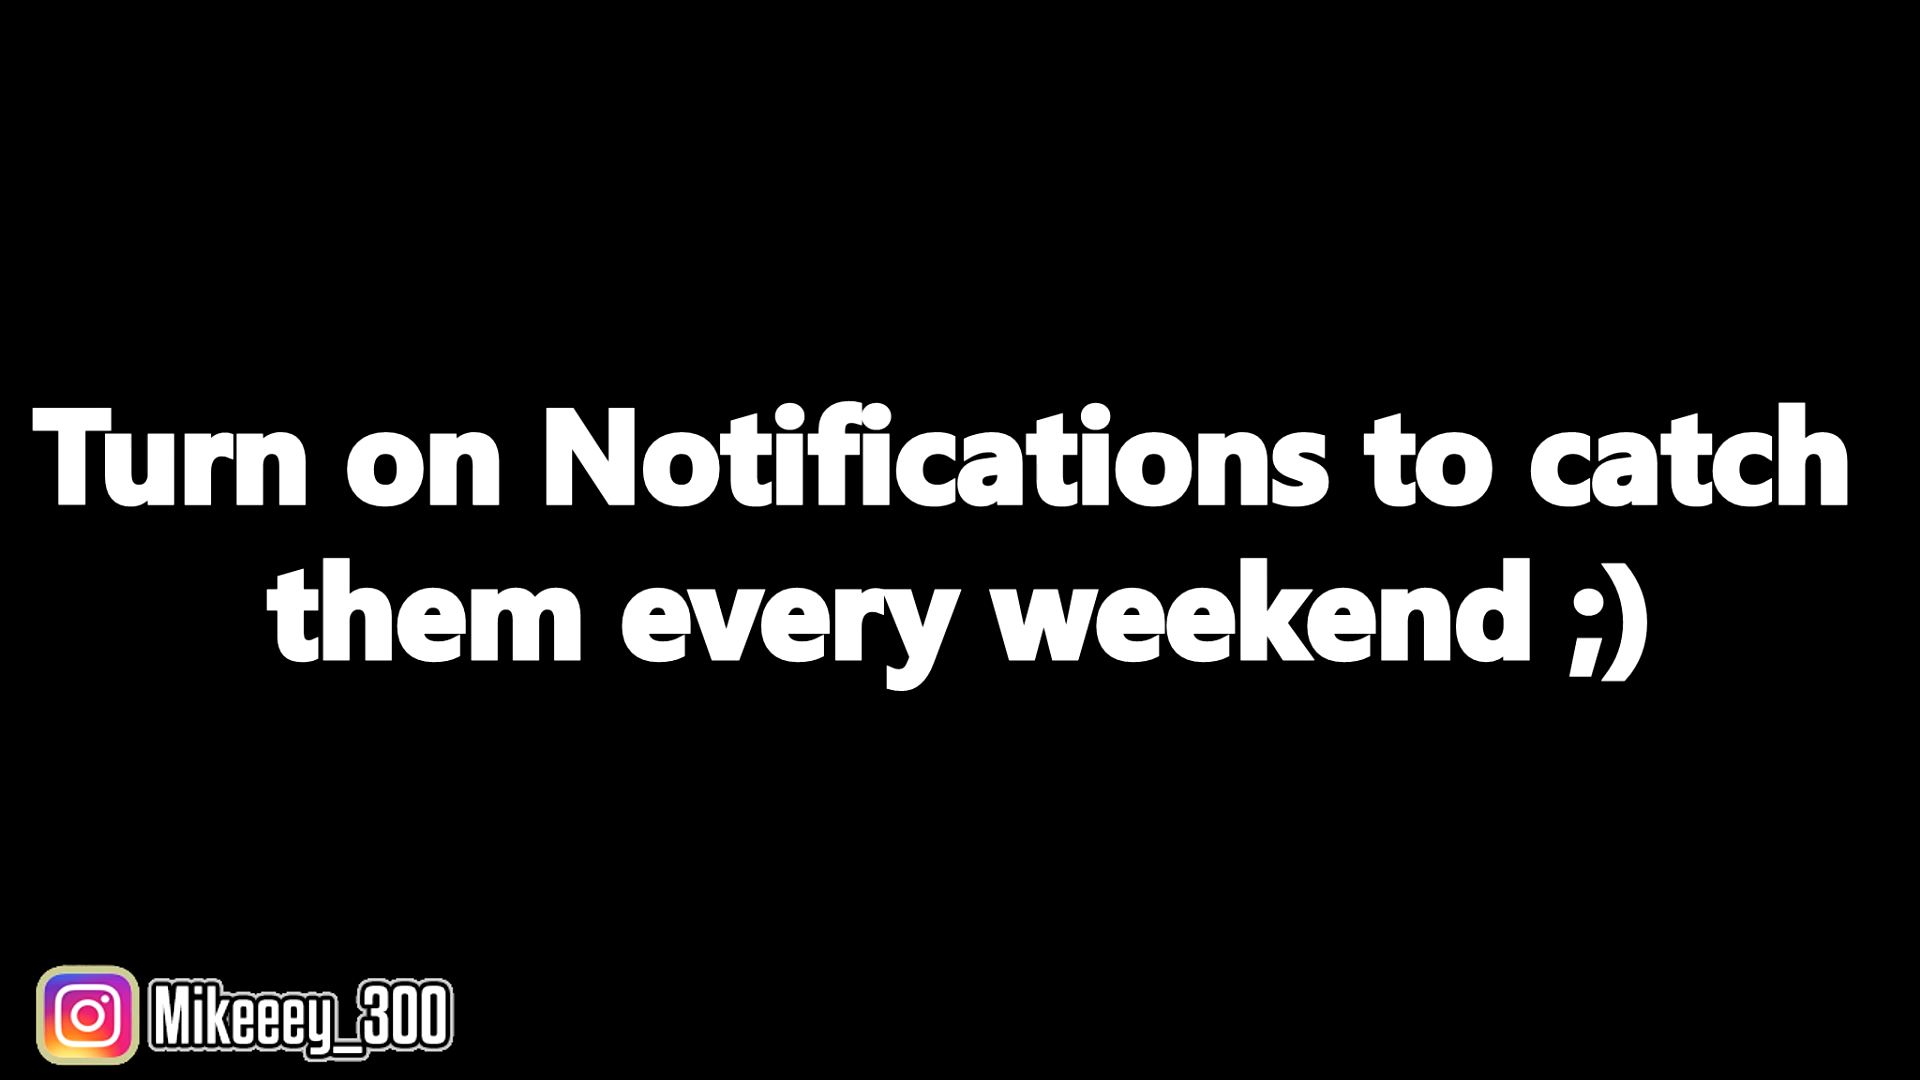 Turn on Notifications to catch
them every weekend ;)
Mikeeey_300